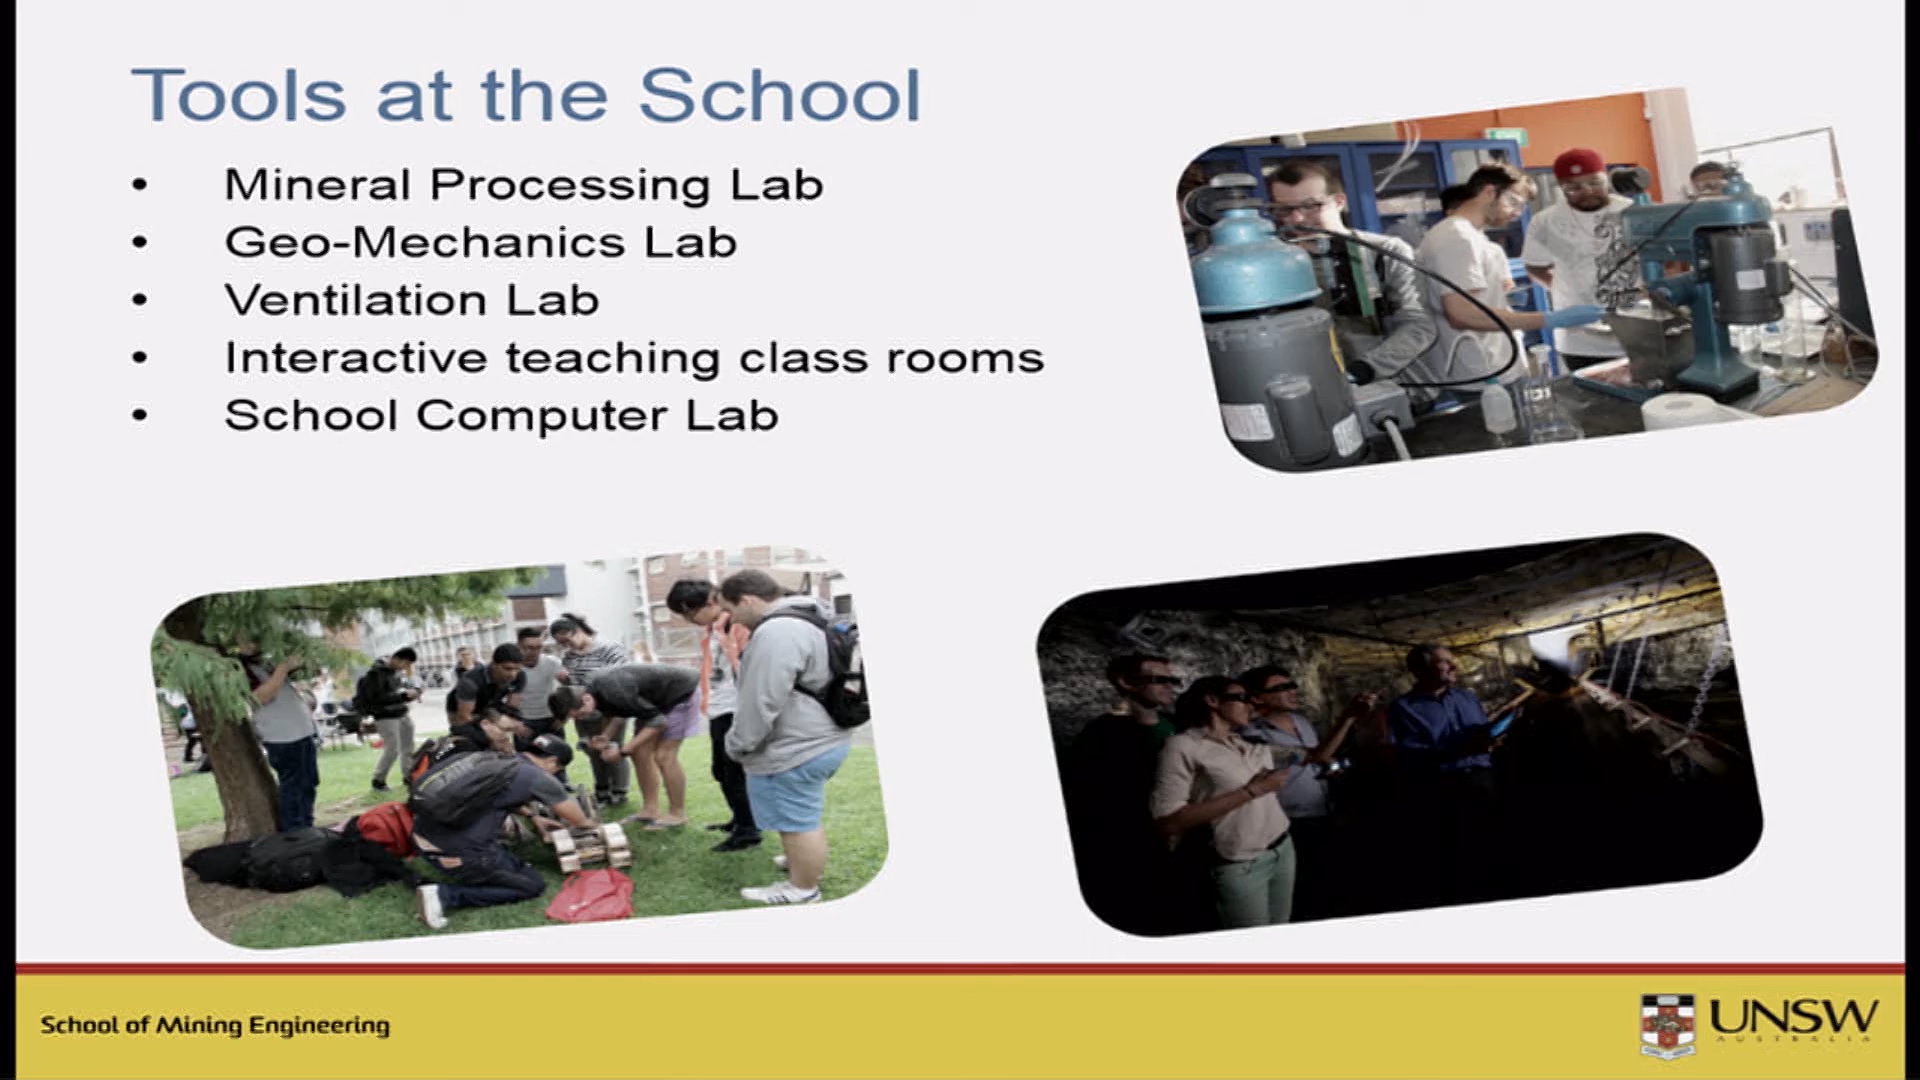 Tools at the School
• Mineral Processing Lab
• Geo-Mechanics Lab
• Ventilation Lab
• Interactive teaching class rooms
• School Computer Lab
School of Mining Engineering
UNSW
AUSTRALIA